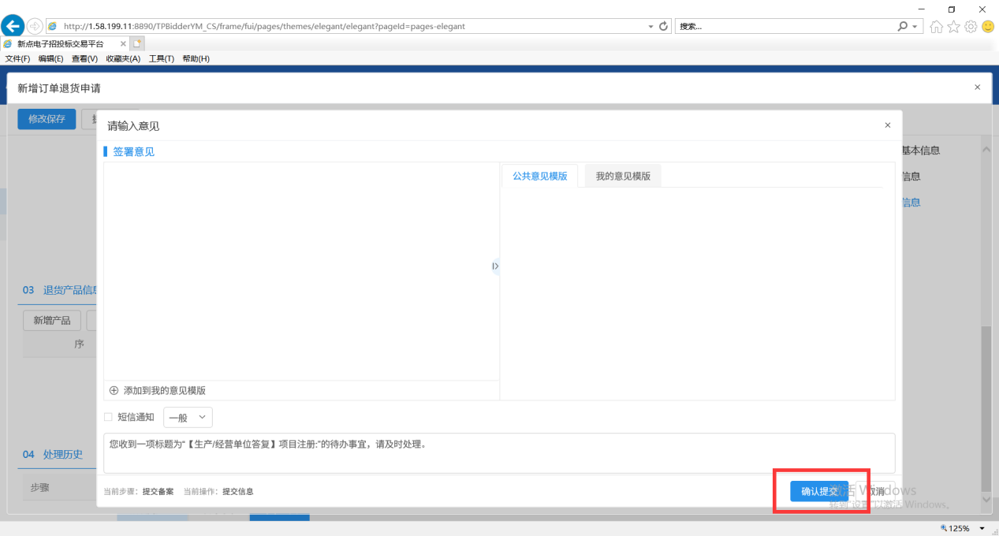 http://1.58.199.11:8890/TPBidderYM_CS/frame/fui/pages/themes/elegant/elegant?pageId=pages-elegant
搜索...
新点电子招投标交易平台
文件(F) 编辑(E) 查看(V) 收藏夹(A) 工具(T) 帮助(H)
新增订单退货申请
修改保存
请输入意见
签署意见
基本信息
公共意见模版 我的意见模版
信息
信息
03 退货产品信息
新增产品
序
添加到我的意见模版
短信通知 一般
您收到一项标题为“【生产/经营单位答复】项目注册:”的待办事宜，请及时处理。
04 处理历史
步骤
当前步骤：提交备案 当前操作：提交信息
确认提交 取消
激活 Windows
转到"设置"以激活 Windows。
125%